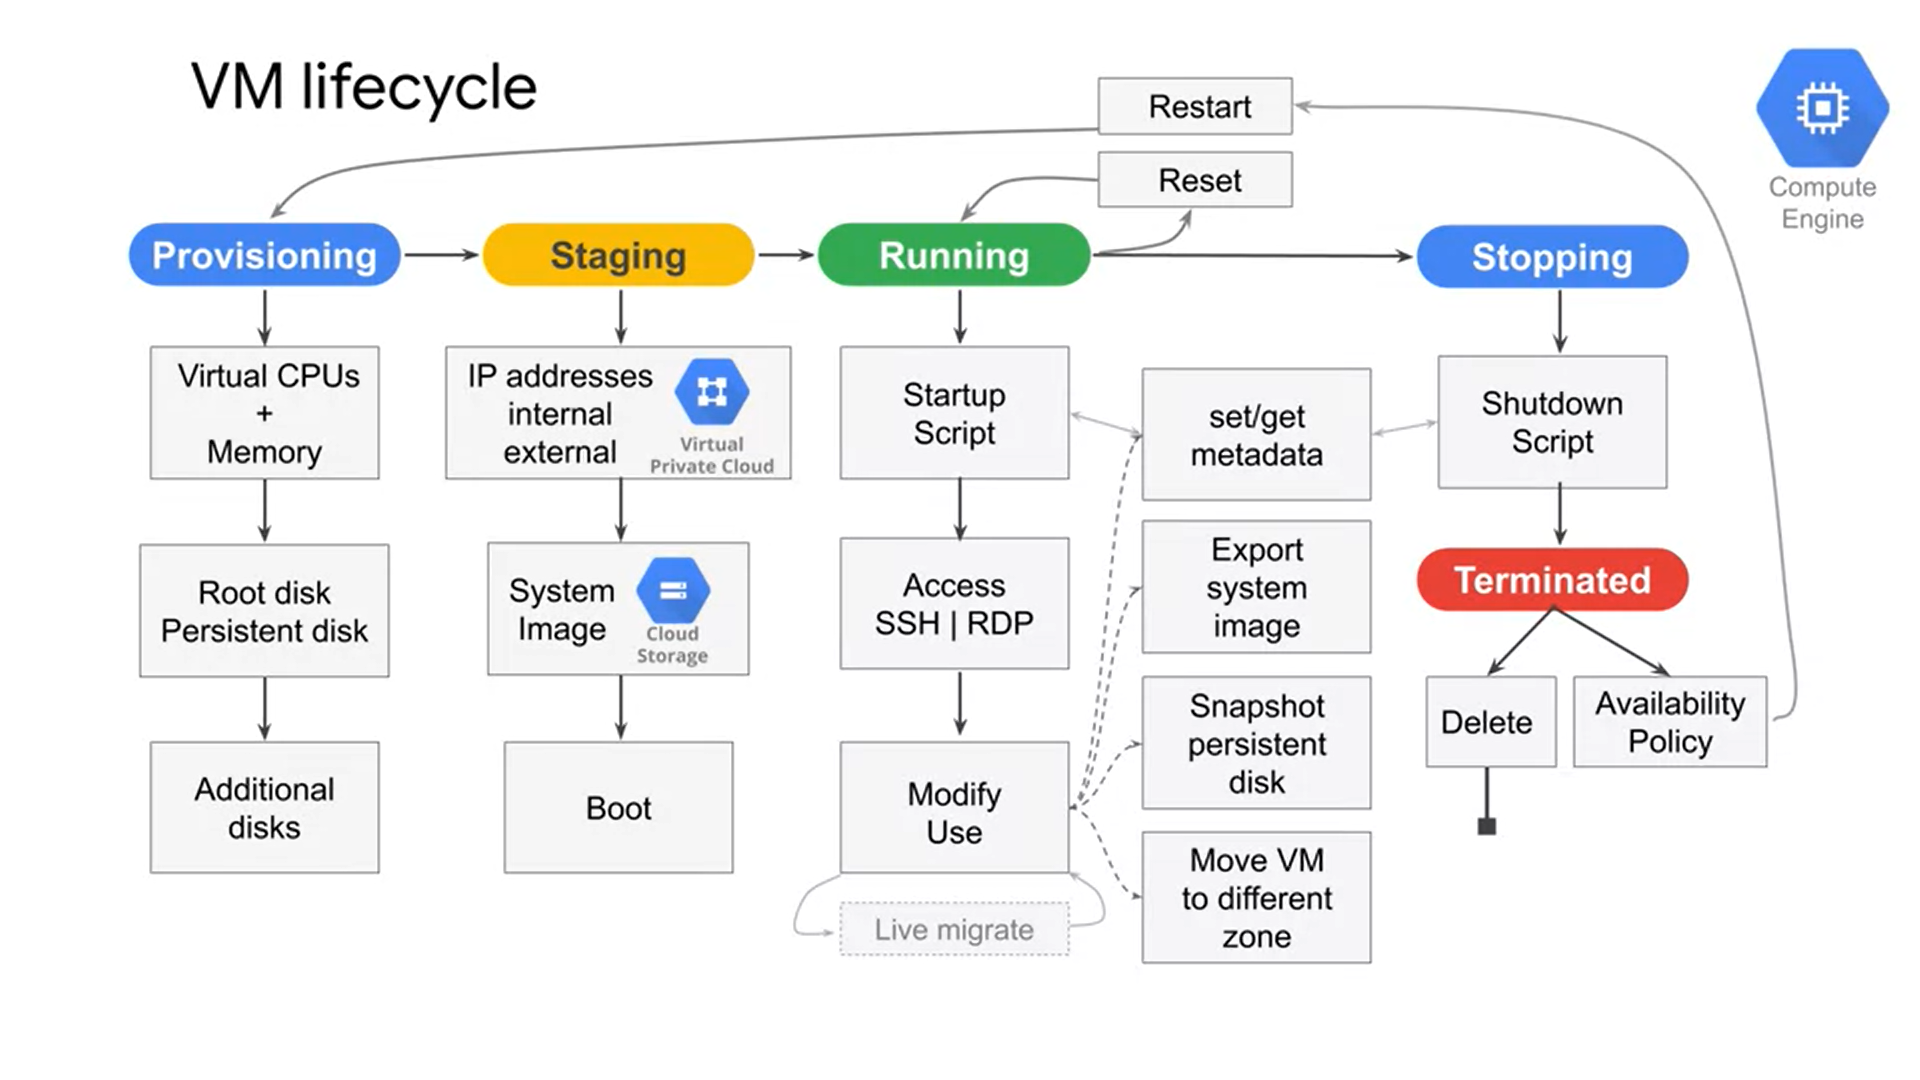 VM lifecycle
Restart
Reset
Compute
Engine
Provisioning
Staging
Running
Stopping
Virtual CPUs
+
Memory
Root disk
Persistent disk
Additional
disks
IP addresses
internal
external
Virtual
Private Cloud
System
Image
Cloud
Storage
Boot
Startup
Script
Access
SSH | RDP
Modify
Use
Live migrate
set/get
metadata
Export
system
image
Snapshot
persistent
disk
Move VM
to different
zone
Shutdown
Script
Terminated
Delete
Availability
Policy